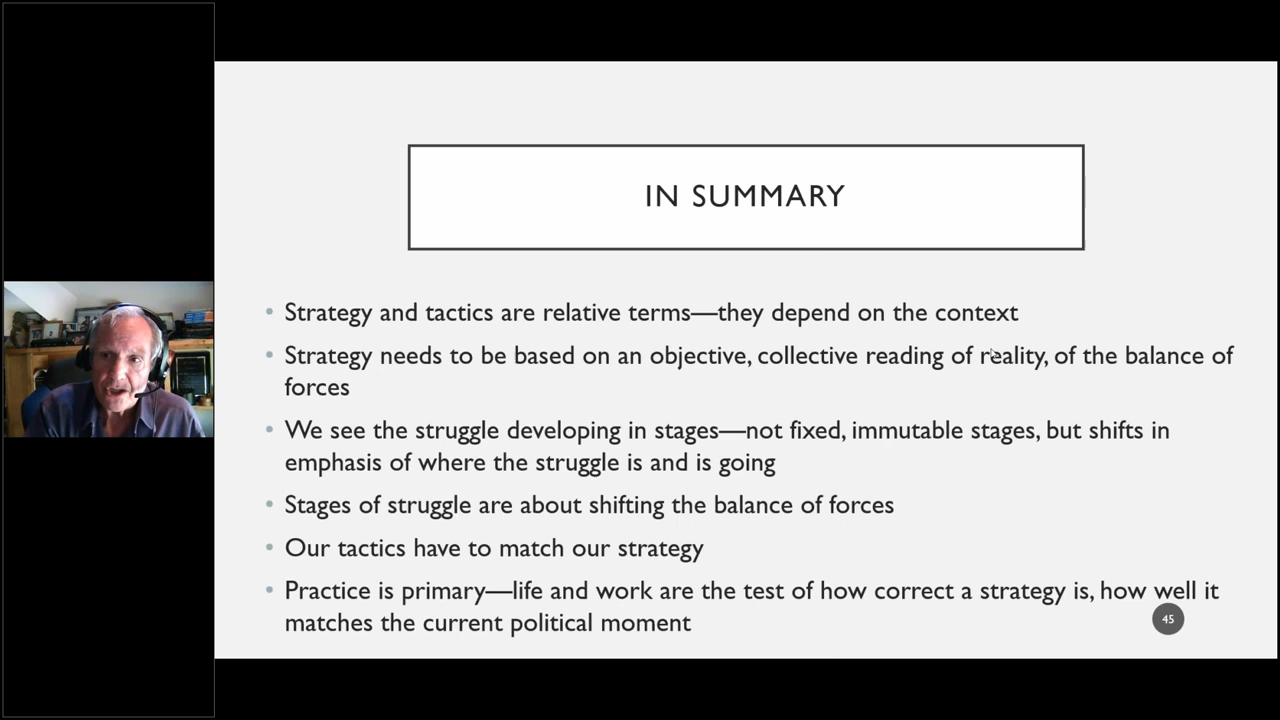 IN SUMMARY
• Strategy and tactics are relative terms—they depend on the context
• Strategy needs to be based on an objective, collective reading of reality, of the balance of
forces
• We see the struggle developing in stages—not fixed, immutable stages, but shifts in
emphasis of where the struggle is and is going
• Stages of struggle are about shifting the balance of forces
• Our tactics have to match our strategy
• Practice is primary—life and work are the test of how correct a strategy is, how well it
matches the current political moment
45